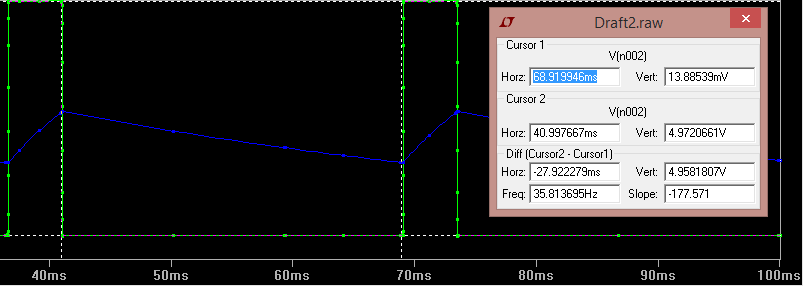 Draft2.raw
Cursor 1
V(n002)
Horz: 68.919946ms Vert: 13.88539mV
Cursor 2
V(n002)
Horz: 40.997667ms Vert: 4.9720661V
Diff (Cursor2 - Cursor1)
Horz: -27.922279ms Vert: 4.9581807V
Freq: 35.813695Hz Slope: -177.571
40ms 50ms 60ms 70ms 80ms 90ms 100ms